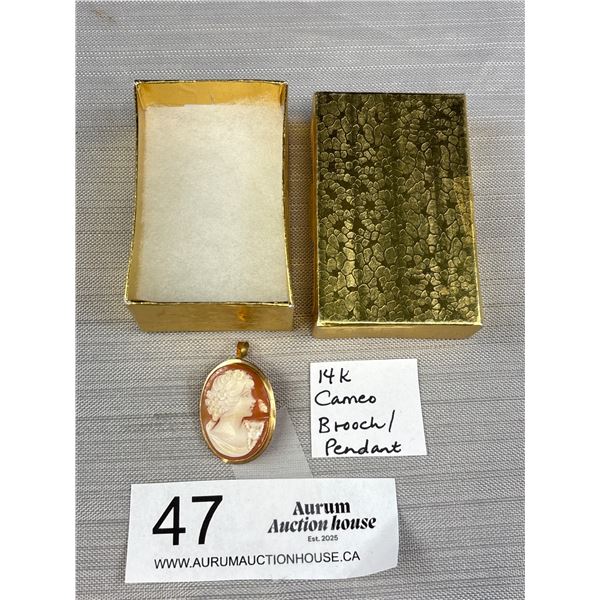 14K
Cameo
Brooch/
Pendant
47
Aurum
Auction house
Est. 2025
WWW.AURUMAUCTIONHOUSE.CA